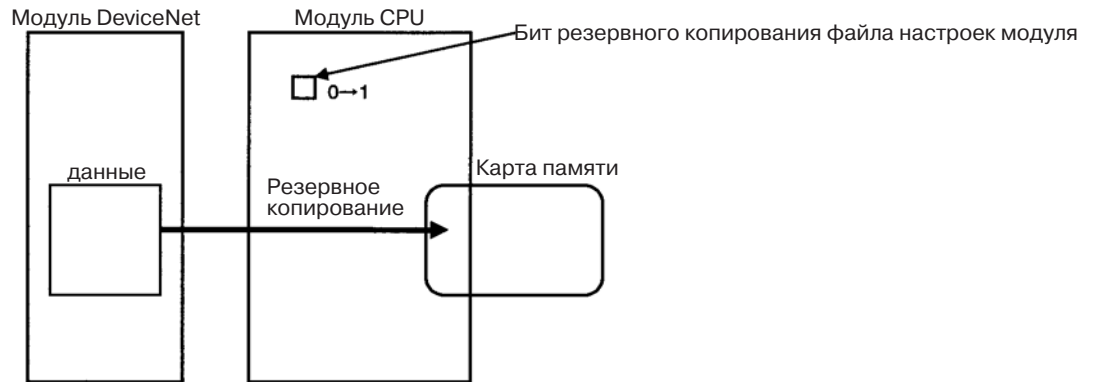 Модуль DeviceNet
Модуль CPU
Бит резервного копирования файла настроек модуля
0→1
данные
Карта памяти
Резервное
копирование